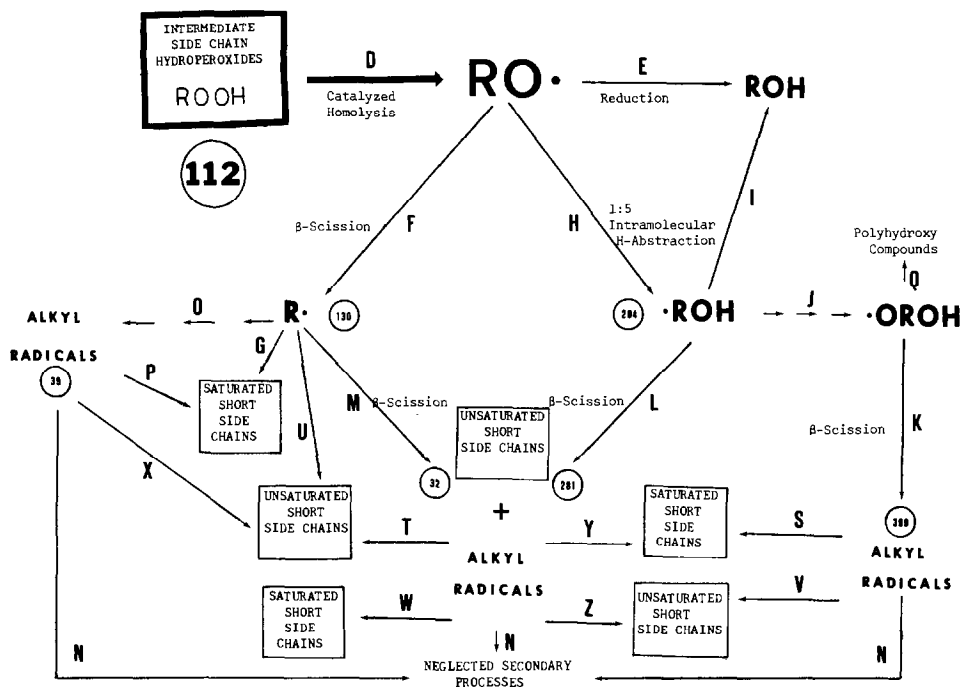 INTERMEDIATE
SIDE CHAIN
HYDROPEROXIDES
ROOH
112
D
Catalyzed
Homolysis
RO·
E
Reduction
ROH
β-Scission
F
H
1:5
Intramolecular
H-Abstraction
I
Polyhydroxy
Compounds
Q
ALKYL
RADICALS
39
O
R·
130
284
·ROH
J
·OROH
P
G
SATURATED
SHORT
SIDE
CHAINS
U
M
β-Scission
UNSATURATED
SHORT
SIDE CHAINS
β-Scission
L
β-Scission
K
X
32
281
+
UNSATURATED
SHORT
SIDE CHAINS
T
ALKYL
RADICALS
Y
SATURATED
SHORT
SIDE
CHAINS
S
ALKYL
RADICALS
SATURATED
SHORT
SIDE
CHAINS
W
Z
UNSATURATED
SHORT
SIDE CHAINS
V
N
N
N
NEGLECTED SECONDARY
PROCESSES